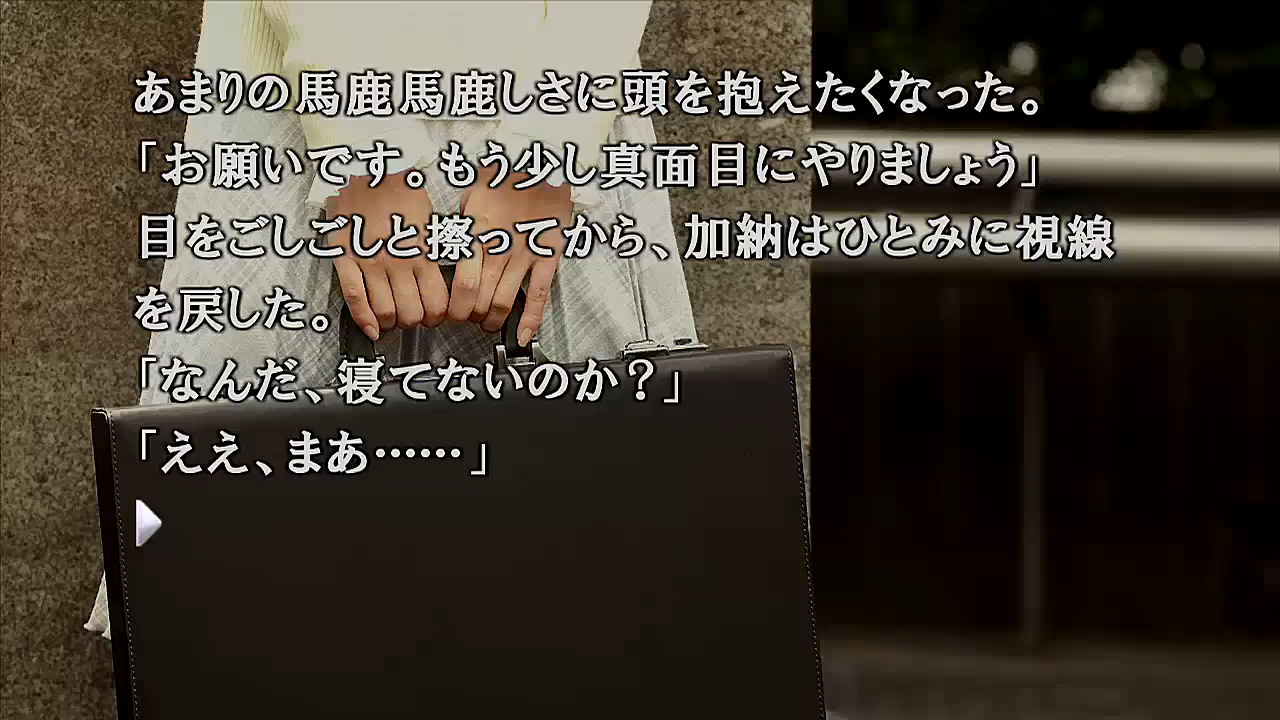 あまりの馬鹿馬鹿しさに頭を抱えたくなった。
「お願いです。もう少し真面目にやりましょう」
目をごしごしと擦ってから、加納はひとみに視線
を戻した。
「なんだ、寝てないのか？」
「ええ、まあ……」